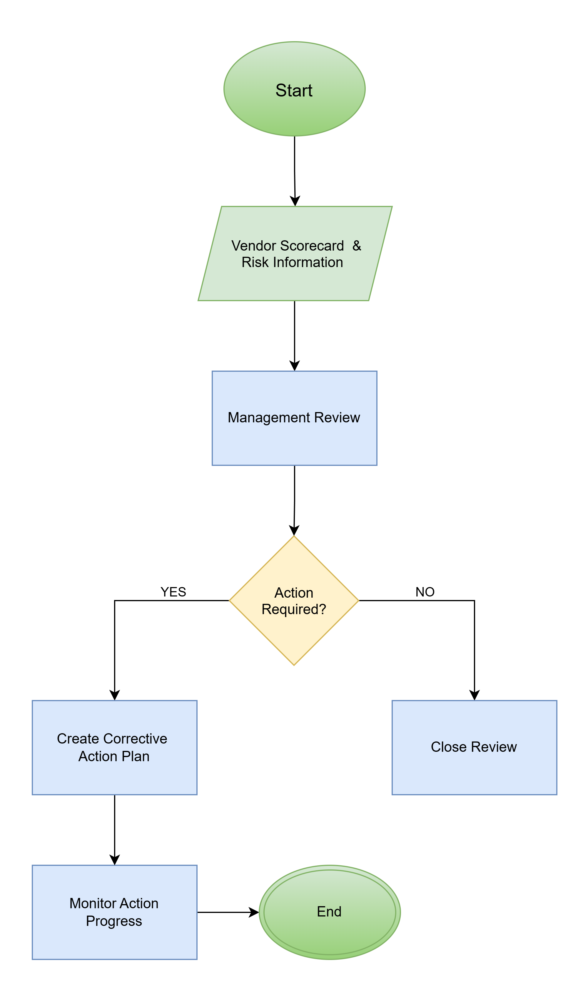 Start
Vendor Scorecard  &
Risk Information
Management Review
Action
Required?
YES
NO
Create Corrective
Action Plan
Close Review
Monitor Action
Progress
End